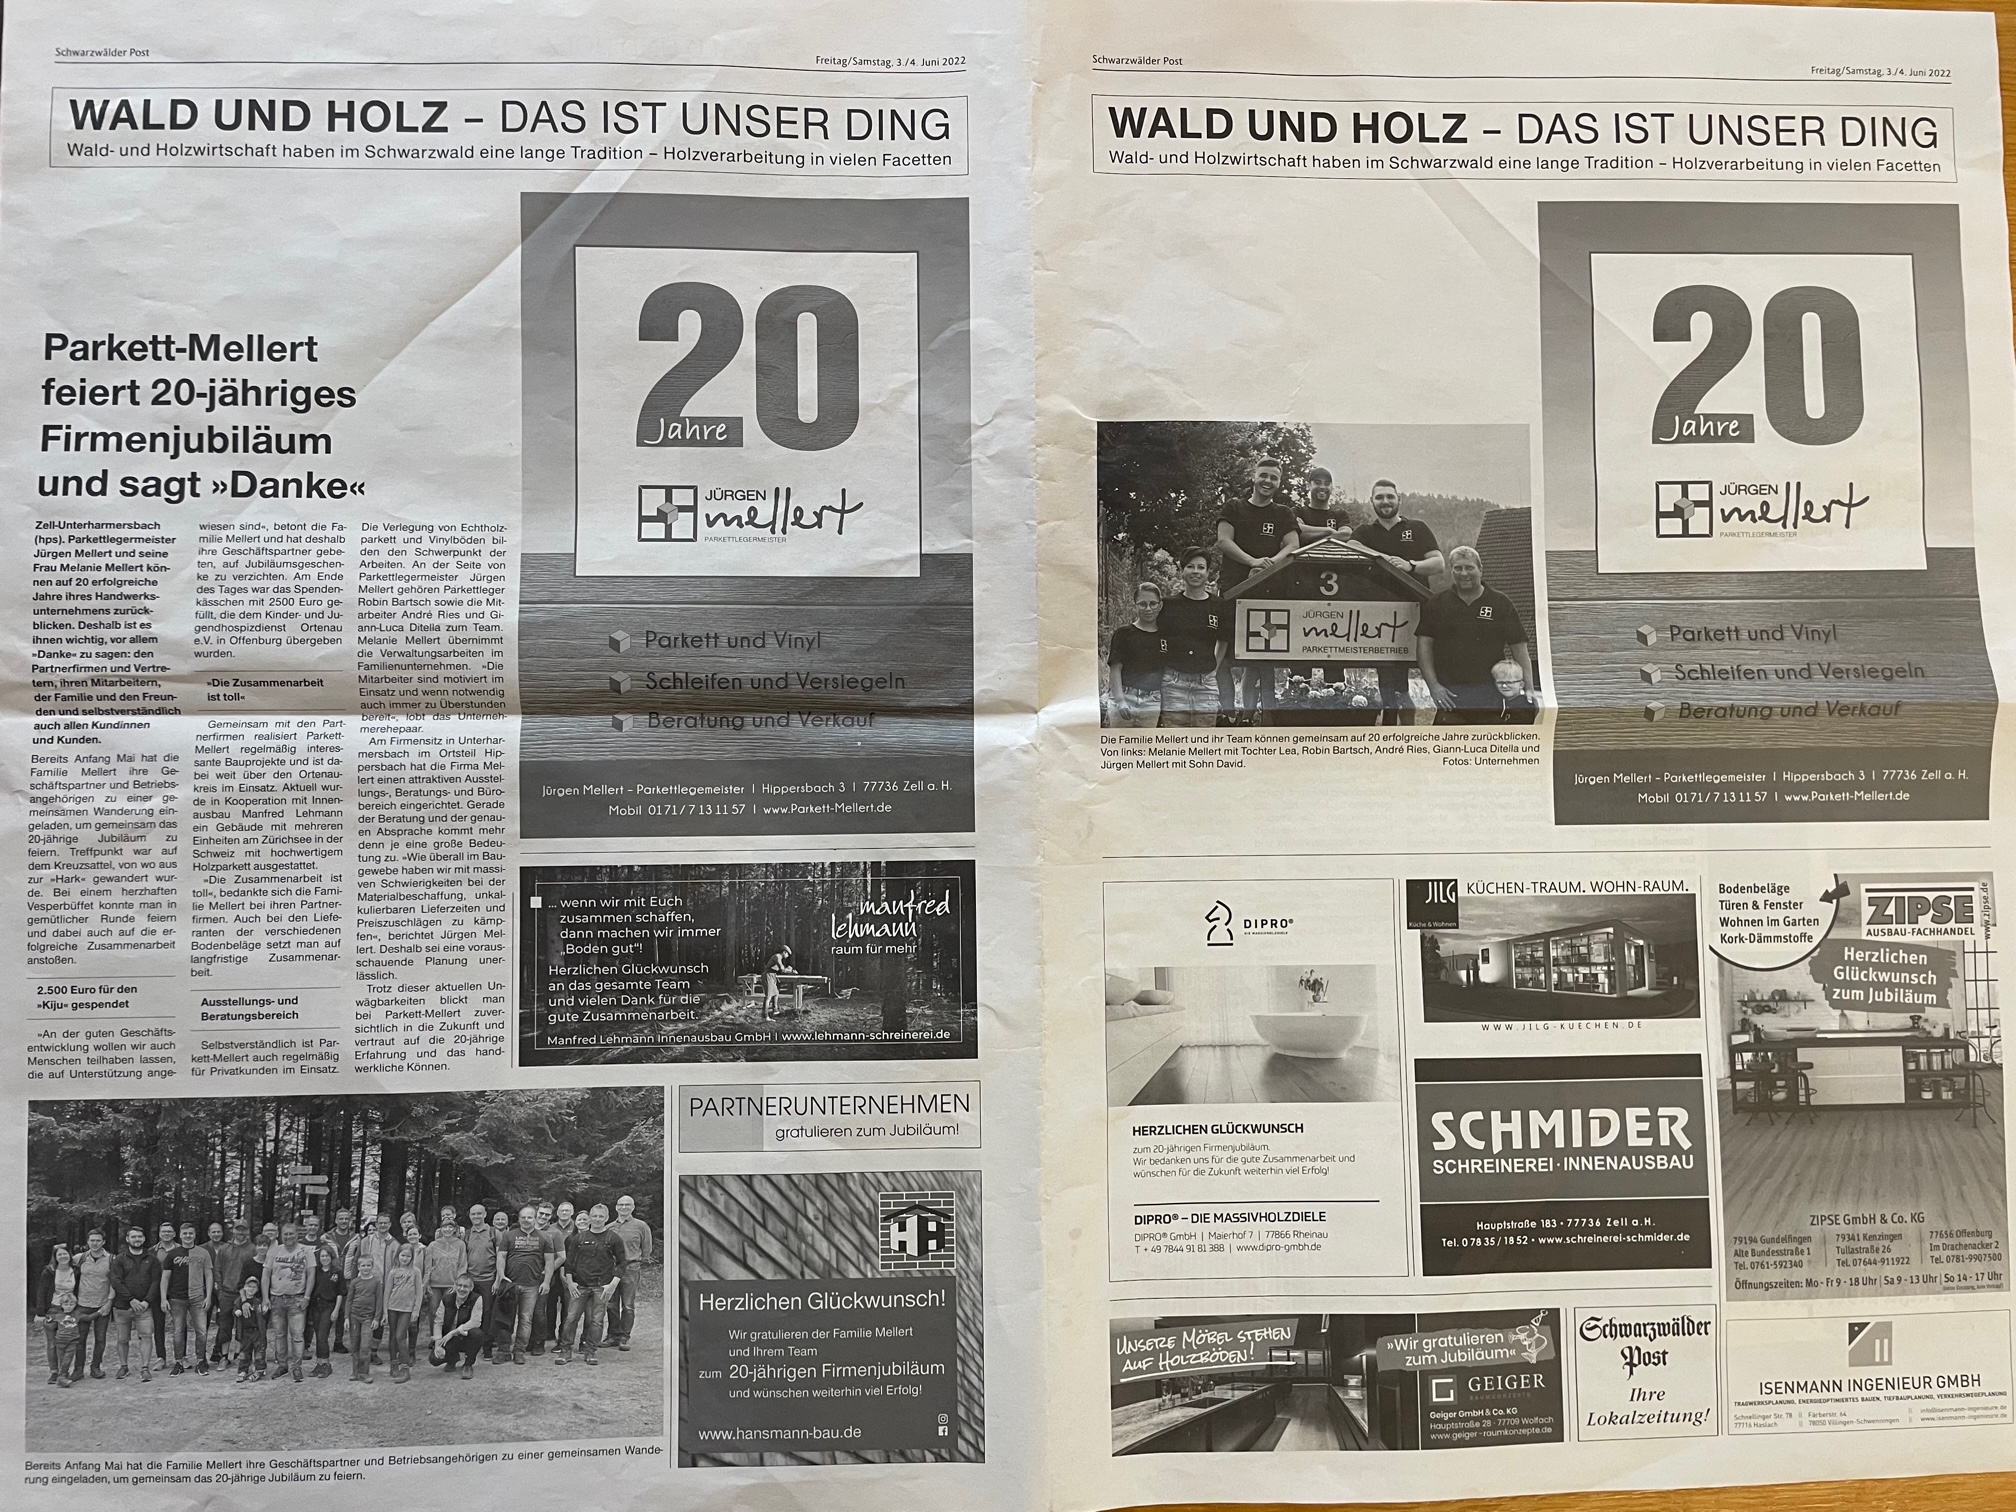 Schwarzwälder Post
Freitag/Samstag, 3./4. Juni 2022
WALD UND HOLZ – DAS IST UNSER DING
Wald- und Holzwirtschaft haben im Schwarzwald eine lange Tradition – Holzverarbeitung in vielen Facetten
Parkett-Mellert
feiert 20-jähriges
Firmenjubiläum
und sagt »Danke«
Zell-Unterharmersbach
(hps). Parkettlegermeister
Jürgen Mellert und seine
Frau Melanie Mellert kön-
nen auf 20 erfolgreiche
Jahre ihres Handwerks-
unternehmens zurück-
blicken. Deshalb ist es
ihnen wichtig, vor allem
»Danke« zu sagen: den
Partnerfirmen und Vertre-
tern, ihren Mitarbeitern,
der Familie und den Freun-
den und selbstverständlich
auch allen Kundinnen
und Kunden.
Bereits Anfang Mai hat die
Familie Mellert ihre Ge-
schäftspartner und Betriebs-
angehörigen zu einer ge-
meinsamen Wanderung ein-
geladen, um gemeinsam das
20-jährige Jubiläum zu
feiern. Treffpunkt war auf
dem Kreuzsattel, von wo aus
zur »Hark« gewandert wur-
de. Bei einem herzhaften
Vesperbüffet konnte man in
gemütlicher Runde feiern
und dabei auch auf die er-
folgreiche Zusammenarbeit
anstoßen.
2.500 Euro für den
»Kiju« gespendet
»An der guten Geschäfts-
entwicklung wollen wir auch
Menschen teilhaben lassen,
die auf Unterstützung ange-
wiesen sind«, betont die Fa-
milie Mellert und hat deshalb
ihre Geschäftspartner gebe-
ten, auf Jubiläumsgeschen-
ke zu verzichten. Am Ende
des Tages war das Spenden-
kässchen mit 2500 Euro ge-
füllt, die dem Kinder- und Ju-
gendhospizdienst Ortenau
e.V. in Offenburg übergeben
wurden.
»Die Zusammenarbeit
ist toll«
Gemeinsam mit den Part-
nerfirmen realisiert Parkett-
Mellert regelmäßig interes-
sante Bauprojekte und ist da-
bei weit über den Ortenau-
kreis im Einsatz. Aktuell wur-
de in Kooperation mit Innen-
ausbau Manfred Lehmann
ein Gebäude mit mehreren
Einheiten am Zürichsee in der
Schweiz mit hochwertigem
Holzparkett ausgestattet.
»Die Zusammenarbeit ist
toll«, bedankte sich die Fami-
lie Mellert bei ihren Partner-
firmen. Auch bei den Liefe-
ranten der verschiedenen
Bodenbeläge setzt man auf
langfristige Zusammenar-
beit.
Ausstellungs- und
Beratungsbereich
Selbstverständlich ist Par-
kett-Mellert auch regelmäßig
für Privatkunden im Einsatz.
Die Verlegung von Echtholz-
parkett und Vinylböden bil-
den den Schwerpunkt der
Arbeiten. An der Seite von
Parkettlegermeister Jürgen
Mellert gehören Parkettleger
Robin Bartsch sowie die Mit-
arbeiter André Ries und Gi-
ann-Luca Ditella zum Team.
Melanie Mellert übernimmt
die Verwaltungsarbeiten im
Familienunternehmen. »Die
Mitarbeiter sind motiviert im
Einsatz und wenn notwendig
auch immer zu Überstunden
bereit«, lobt das Unterneh-
merehepaar.
Am Firmensitz in Unterhar-
mersbach im Ortsteil Hip-
persbach hat die Firma Mel-
lert einen attraktiven Ausstel-
lungs-, Beratungs- und Büro-
bereich eingerichtet. Gerade
der Beratung und der genau-
en Absprache kommt mehr
denn je eine große Bedeu-
tung zu. »Wie überall im Bau-
gewebe haben wir mit massi-
ven Schwierigkeiten bei der
Materialbeschaffung, unkal-
kulierbaren Lieferzeiten und
Preiszuschlägen zu kämp-
fen«, berichtet Jürgen Mel-
lert. Deshalb sei eine voraus-
schauende Planung uner-
lässlich.
Trotz dieser aktuellen Un-
wägbarkeiten blickt man
bei Parkett-Mellert zuver-
sichtlich in die Zukunft und
vertraut auf die 20-jährige
Erfahrung und das hand-
werkliche Können.
20
Jahre
JÜRGEN
mellert
PARKETTLEGERMEISTER
Parkett und Vinyl
Schleifen und Versiegeln
Beratung und Verkauf
Jürgen Mellert – Parkettlegemeister | Hippersbach 3 | 77736 Zell a. H.
Mobil 0171/7131157 | www.Parkett-Mellert.de
... wenn wir mit Euch
zusammen schaffen,
dann machen wir immer
„Boden gut“!
Herzlichen Glückwunsch
an das gesamte Team
und vielen Dank für die
gute Zusammenarbeit.
manfred
lehmann
raum für mehr
Manfred Lehmann Innenausbau GmbH | www.lehmann-schreinerei.de
Bereits Anfang Mai hat die Familie Mellert ihre Geschäftspartner und Betriebsangehörigen zu einer gemeinsamen Wande-
rung eingeladen, um gemeinsam das 20-jährige Jubiläum zu feiern.
PARTNERUNTERNEHMEN
gratulieren zum Jubiläum!
HB
Herzlichen Glückwunsch!
Wir gratulieren der Familie Mellert
und Ihrem Team
zum 20-jährigen Firmenjubiläum
und wünschen weiterhin viel Erfolg!
www.hansmann-bau.de
Schwarzwälder Post
Freitag/Samstag, 3./4. Juni 2022
WALD UND HOLZ – DAS IST UNSER DING
Wald- und Holzwirtschaft haben im Schwarzwald eine lange Tradition – Holzverarbeitung in vielen Facetten
3
JÜRGEN
mellert
PARKETTMEISTERBETRIEB
Die Familie Mellert und ihr Team können gemeinsam auf 20 erfolgreiche Jahre zurückblicken.
Von links: Melanie Mellert mit Tochter Lea, Robin Bartsch, André Ries, Giann-Luca Ditella und
Jürgen Mellert mit Sohn David. Fotos: Unternehmen
20
Jahre
JÜRGEN
mellert
PARKETTLEGERMEISTER
Parkett und Vinyl
Schleifen und Versiegeln
Beratung und Verkauf
Jürgen Mellert – Parkettlegemeister | Hippersbach 3 | 77736 Zell a. H.
Mobil 0171/7131157 | www.Parkett-Mellert.de
DIPRO®
DIE MASSIVHOLZDIELE
HERZLICHEN GLÜCKWUNSCH
zum 20-jährigen Firmenjubiläum.
Wir bedanken uns für die gute Zusammenarbeit und
wünschen für die Zukunft weiterhin viel Erfolg!
DIPRO® – DIE MASSIVHOLZDIELE
DIPRO® GmbH | Maierhof 7 | 77866 Rheinau
T + 49 7844 91 81 388 | www.dipro-gmbh.de
JILG
Küche & Wohnen
KÜCHEN-TRAUM. WOHN-RAUM.
WWW.JILG-KUECHEN.DE
SCHMIDER
SCHREINEREI·INNENAUSBAU
Hauptstraße 183 · 77736 Zell a.H.
Tel. 0 78 35 / 18 52 · www.schreinerei-schmider.de
Bodenbeläge
Türen & Fenster
Wohnen im Garten
Kork-Dämmstoffe
ZIPSE
AUSBAU-FACHHANDEL
www.zipse.de
Herzlichen
Glückwunsch
zum Jubiläum
ZIPSE GmbH & Co. KG
79194 Gundelfingen
Alte Bundesstraße 1
Tel. 0761-592340
79341 Kenzingen
Tullastraße 26
Tel. 07644-911922
77656 Offenburg
Im Drachenacker 2
Tel. 0781-9907500
Öffnungszeiten: Mo - Fr 9 - 18 Uhr | Sa 9 - 13 Uhr | So 14 - 17 Uhr
UNSERE MÖBEL STEHEN
AUF HOLZBÖDEN!
»Wir gratulieren
zum Jubiläum«
GEIGER
RAUMKONZEPTE
Geiger GmbH & Co. KG
Hauptstraße 28 · 77709 Wolfach
www.geiger-raumkonzepte.de
Schwarzwälder
Post
Ihre
Lokalzeitung!
ISENMANN INGENIEUR GMBH
TRAGWERKSPLANUNG, ENERGIEOPTIMIERTES BAUEN, TIEFBAUPLANUNG, VERKEHRSWEGEPLANUNG
Schnellinger Str. 78 || Färberstr. 64 || info@isenmann-ingenieure.de
77716 Haslach || 78050 Villingen-Schwenningen || www.isenmann-ingenieure.de